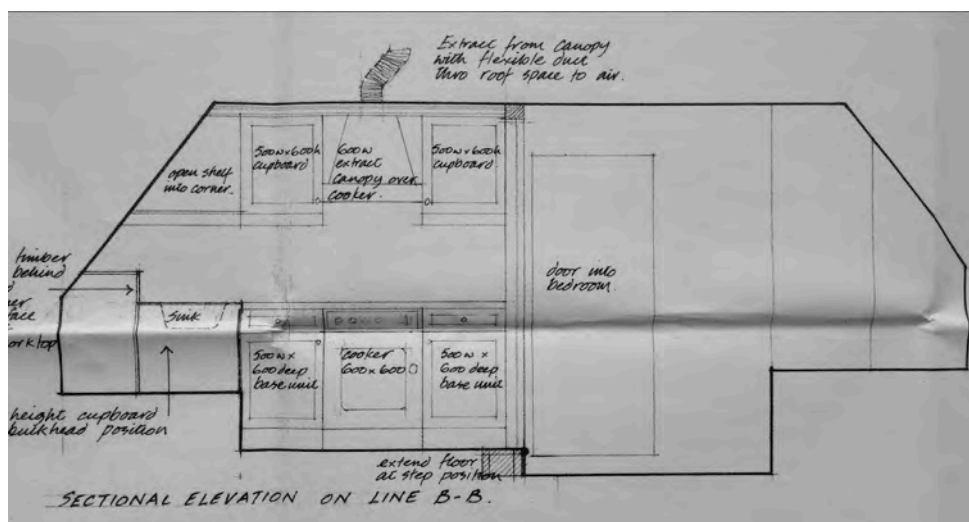 Extract from canopy
with flexible duct
thro roof space to air.
500w x 600h
cupboard
600w
extract
canopy over
cooker.
500w x 600h
cupboard
open shelf
into corner.
timber
behind
face
worktop
sink
door into
bedroom.
500w x
600 deep
base unit
cooker
600 x 600
500w x
600 deep
base unit
height cupboard
bulkhead position
extend floor
at step position
SECTIONAL ELEVATION ON LINE B-B.